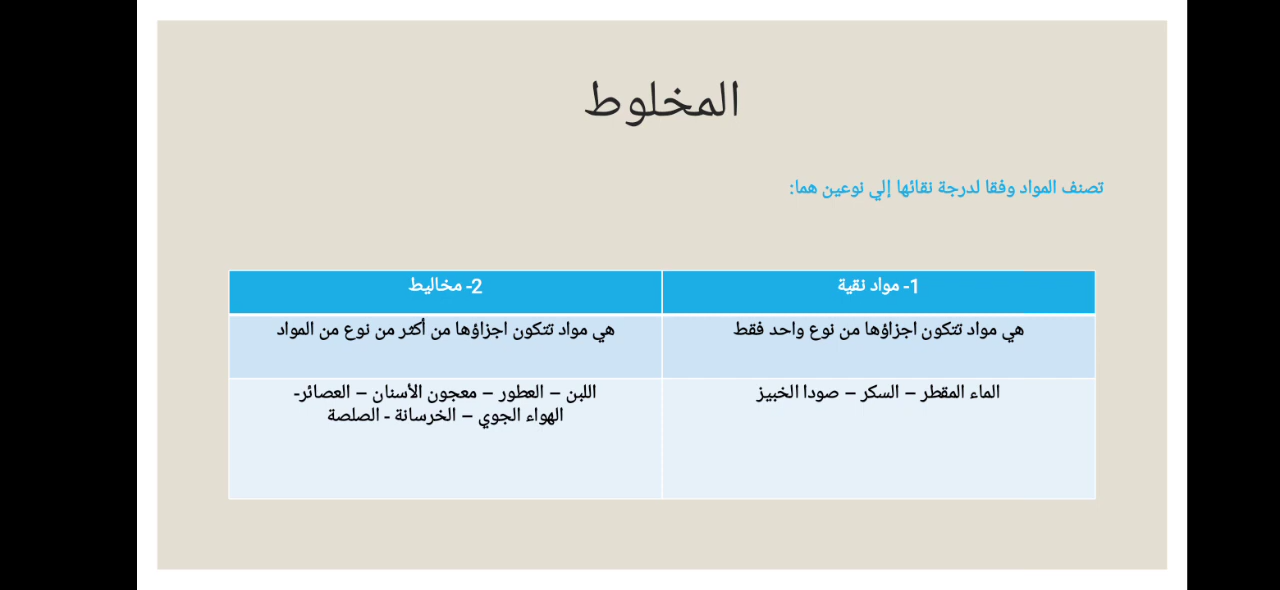 المخلوط
تصنف المواد وفقا لدرجة نقائها إلي نوعين هما:
1- مواد نقية
2- مخاليط
هي مواد تتكون اجزاؤها من نوع واحد فقط
هي مواد تتكون اجزاؤها من أكثر من نوع من المواد
الماء المقطر – السكر – صودا الخبيز
اللبن – العطور – معجون الأسنان – العصائر-
الهواء الجوي – الخرسانة - الصلصة